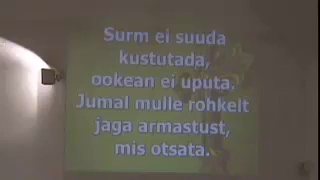 Surm ei suuda
kustutada,
ookean ei uputa.
Jumal mulle rohkelt
jaga armastust,
mis otsata.